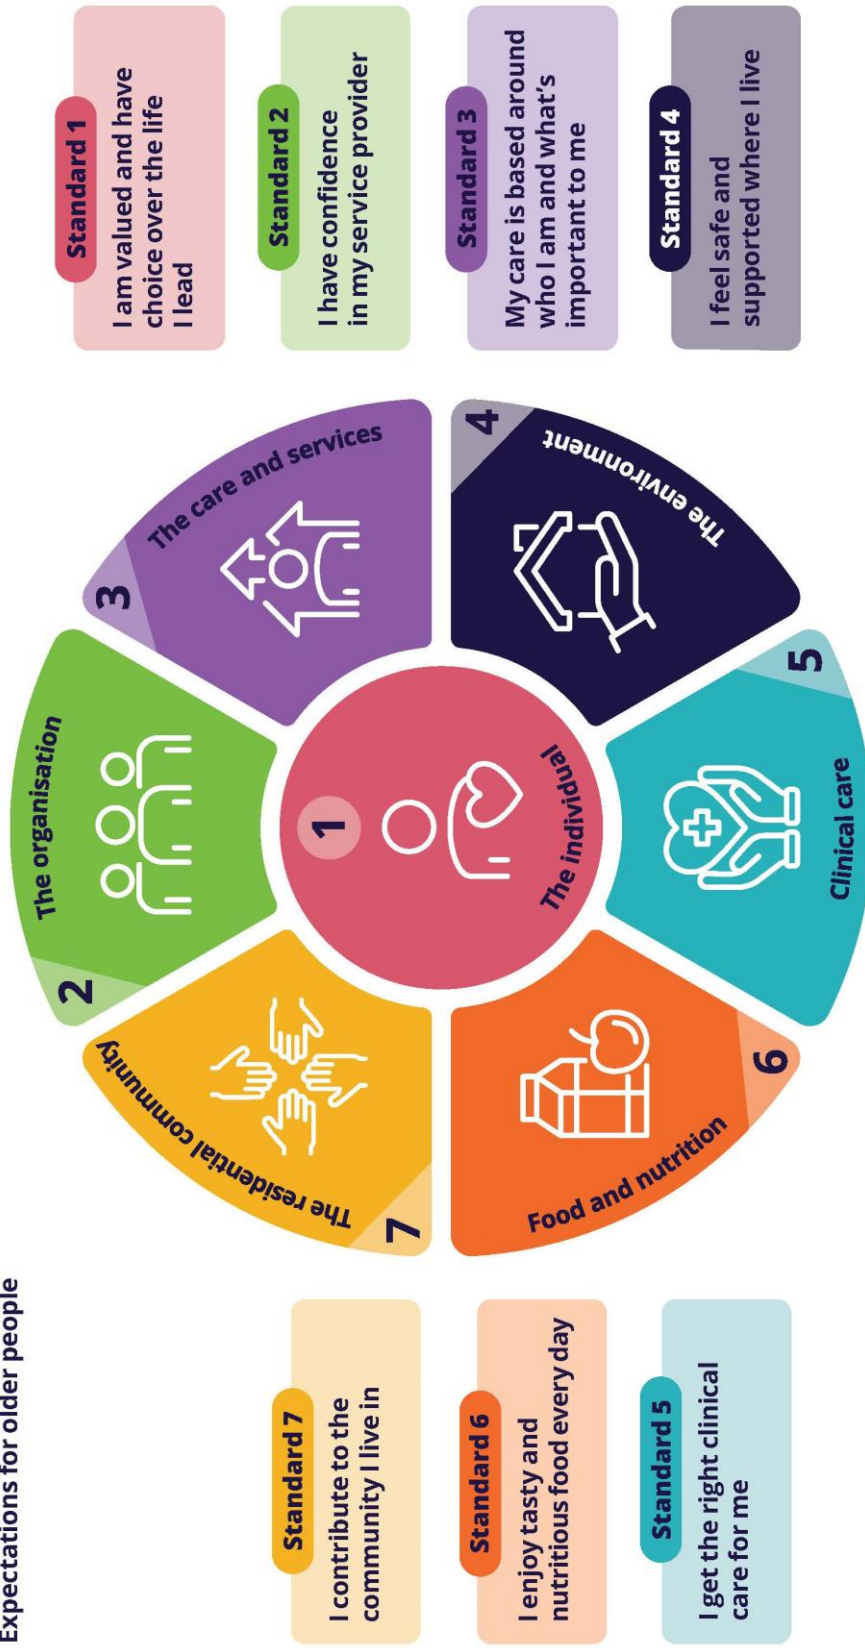 Expectations for older people
Standard 7
I contribute to the
community I live in
Standard 6
I enjoy tasty and
nutritious food every day
Standard 5
I get the right clinical
care for me
1
The individual
2
The organisation
3
The care and services
4
The environment
5
Clinical care
6
Food and nutrition
7
The residential community
Standard 1
I am valued and have
choice over the life
I lead
Standard 2
I have confidence
in my service provider
Standard 3
My care is based around
who I am and what's
important to me
Standard 4
I feel safe and
supported where I live